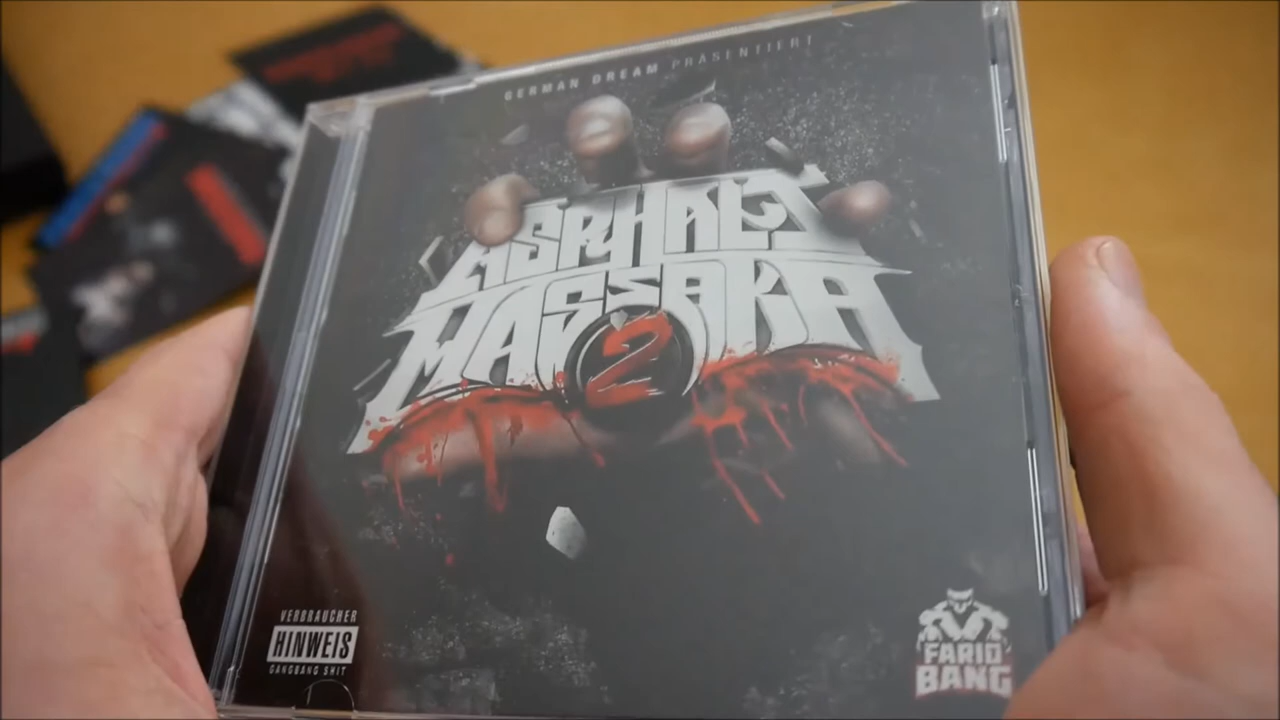 GERMAN DREAM PRÄSENTIERT
ASPHALT
MASSAKA
2
VERBRAUCHER
HINWEIS
GANGBANG SHIT
FARID
BANG